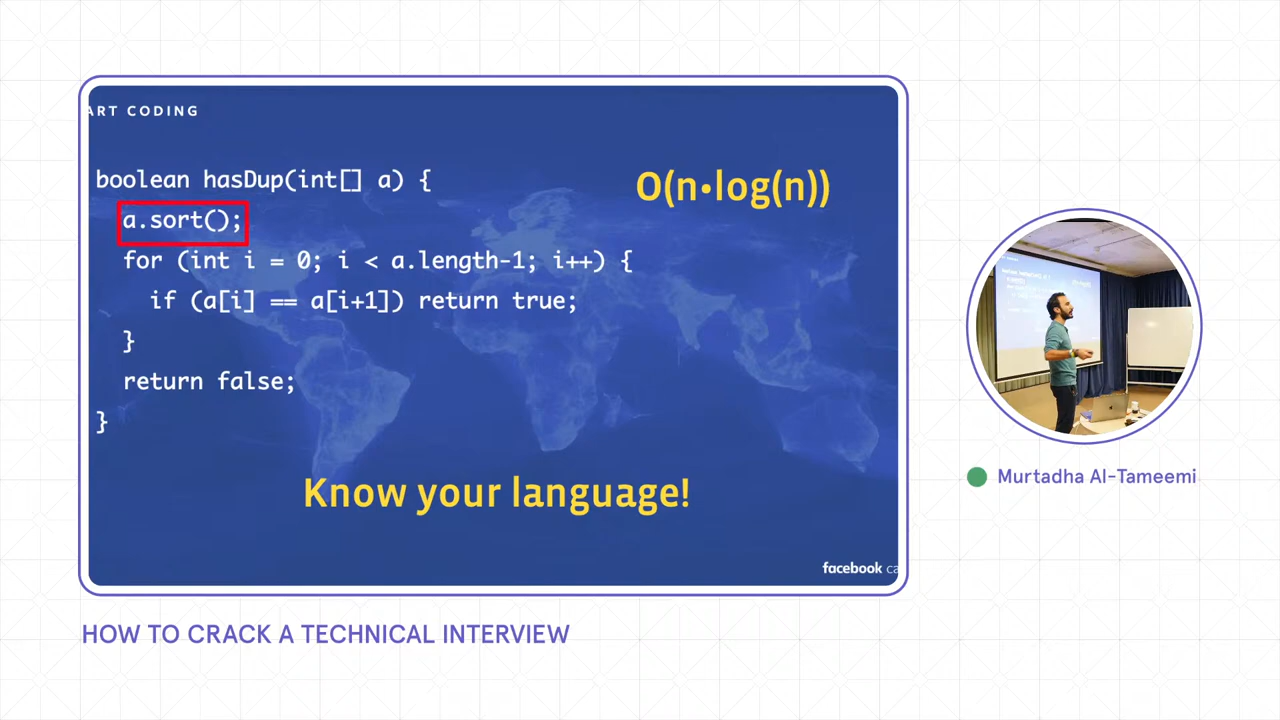 ART CODING
boolean hasDup(int[] a) {
a.sort();
for (int i = 0; i < a.length-1; i++) {
if (a[i] == a[i+1]) return true;
}
return false;
}
O(n•log(n))
Know your language!
facebook ca
Murtadha Al-Tameemi
HOW TO CRACK A TECHNICAL INTERVIEW